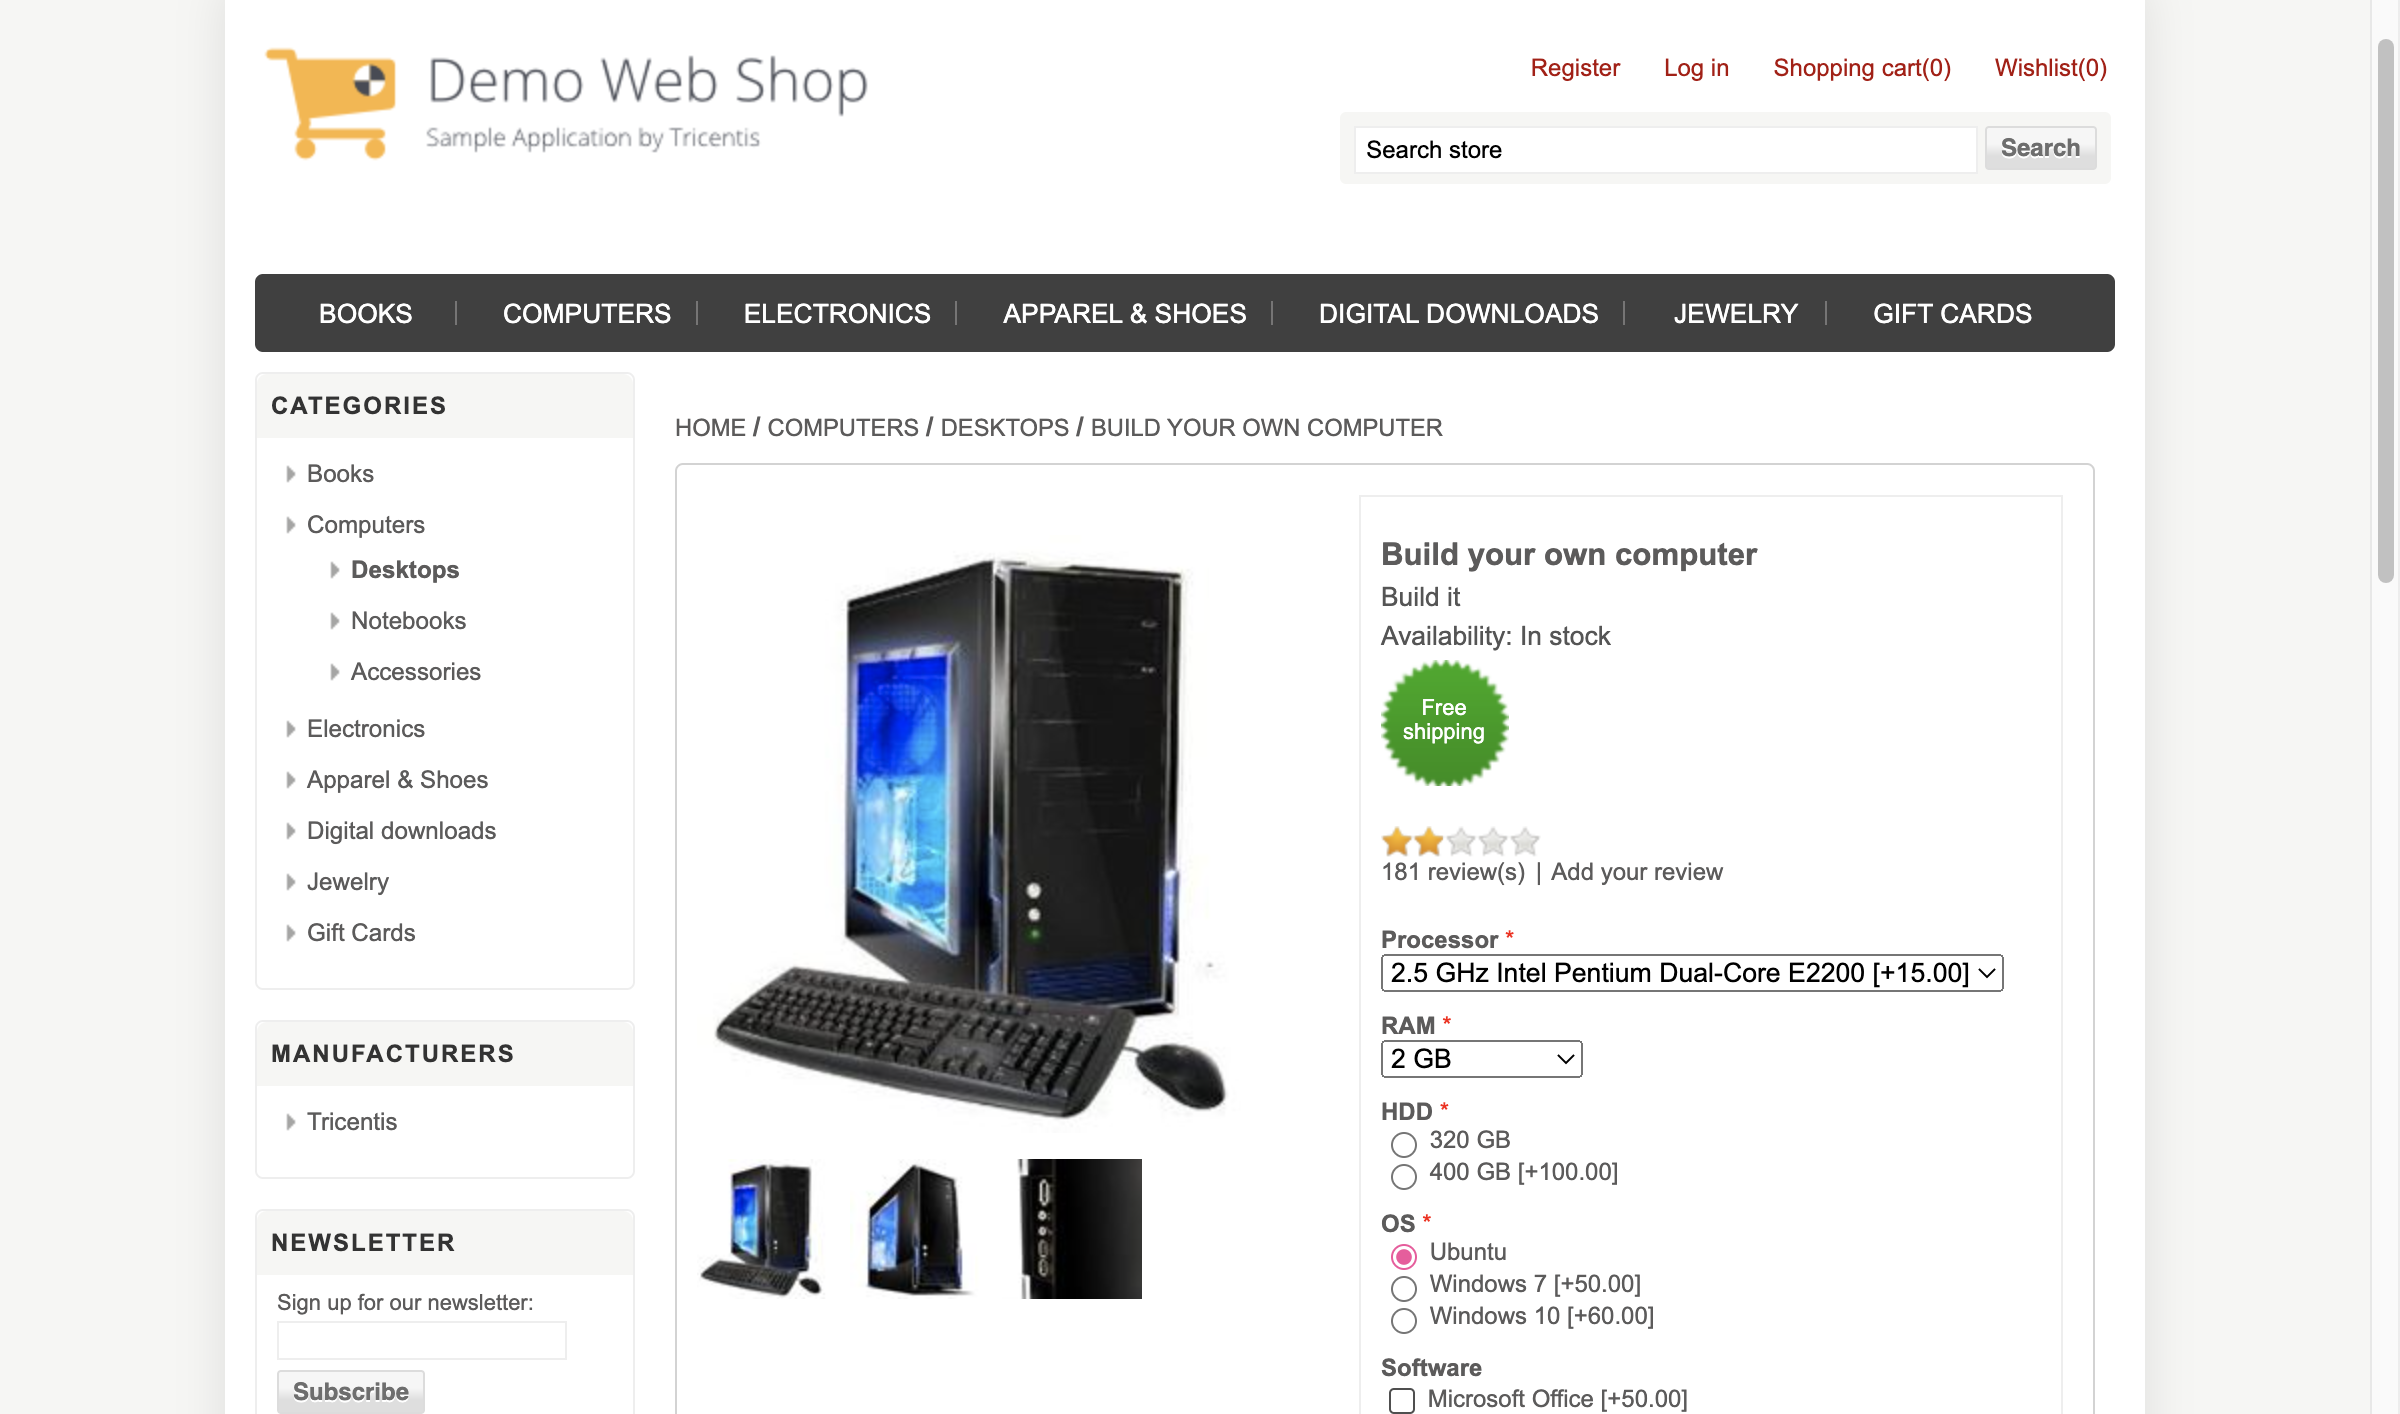 Demo Web Shop
Sample Application by Tricentis
Register Log in Shopping cart(0) Wishlist(0)
Search store Search
BOOKS COMPUTERS ELECTRONICS APPAREL & SHOES DIGITAL DOWNLOADS JEWELRY GIFT CARDS
CATEGORIES
Books
Computers
Desktops
Notebooks
Accessories
Electronics
Apparel & Shoes
Digital downloads
Jewelry
Gift Cards
MANUFACTURERS
Tricentis
NEWSLETTER
Sign up for our newsletter:
Subscribe
HOME / COMPUTERS / DESKTOPS / BUILD YOUR OWN COMPUTER
Build your own computer
Build it
Availability: In stock
Free
shipping
181 review(s) | Add your review
Processor *
2.5 GHz Intel Pentium Dual-Core E2200 [+15.00]
RAM *
2 GB
HDD *
320 GB
400 GB [+100.00]
OS *
Ubuntu
Windows 7 [+50.00]
Windows 10 [+60.00]
Software
Microsoft Office [+50.00]